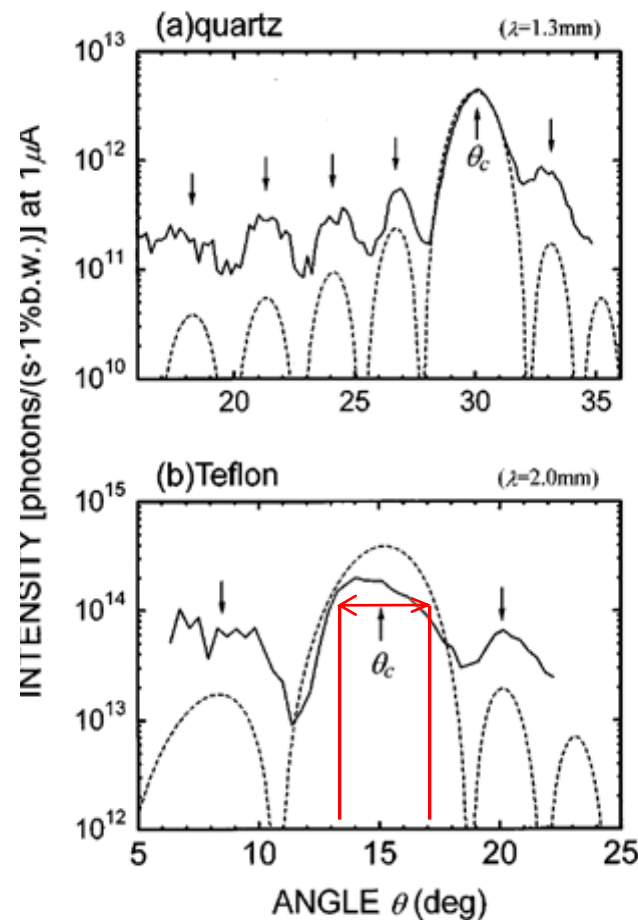 (a)quartz (λ=1.3mm)
10^13
10^12
10^11
10^10
θc
20 25 30 35
INTENSITY [photons/(s·1%b.w.)] at 1μA
(b)Teflon (λ=2.0mm)
10^15
10^14
10^13
10^12
θc
5 10 15 20 25
ANGLE θ (deg)